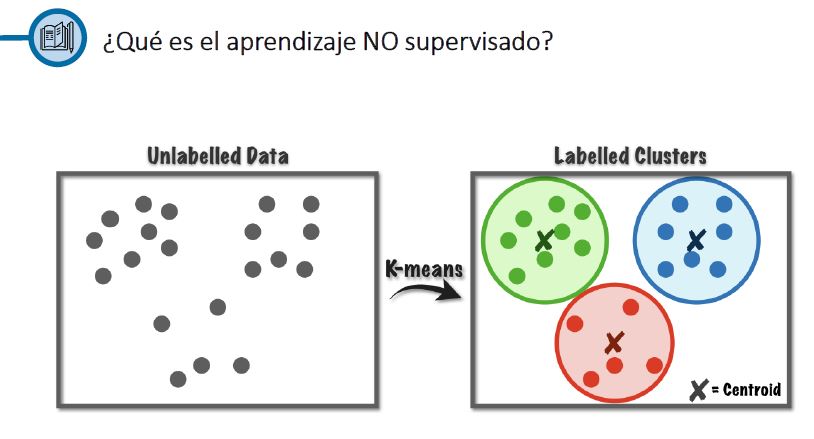 ¿Qué es el aprendizaje NO supervisado?
Unlabelled Data
Labelled Clusters
K-means
= Centroid